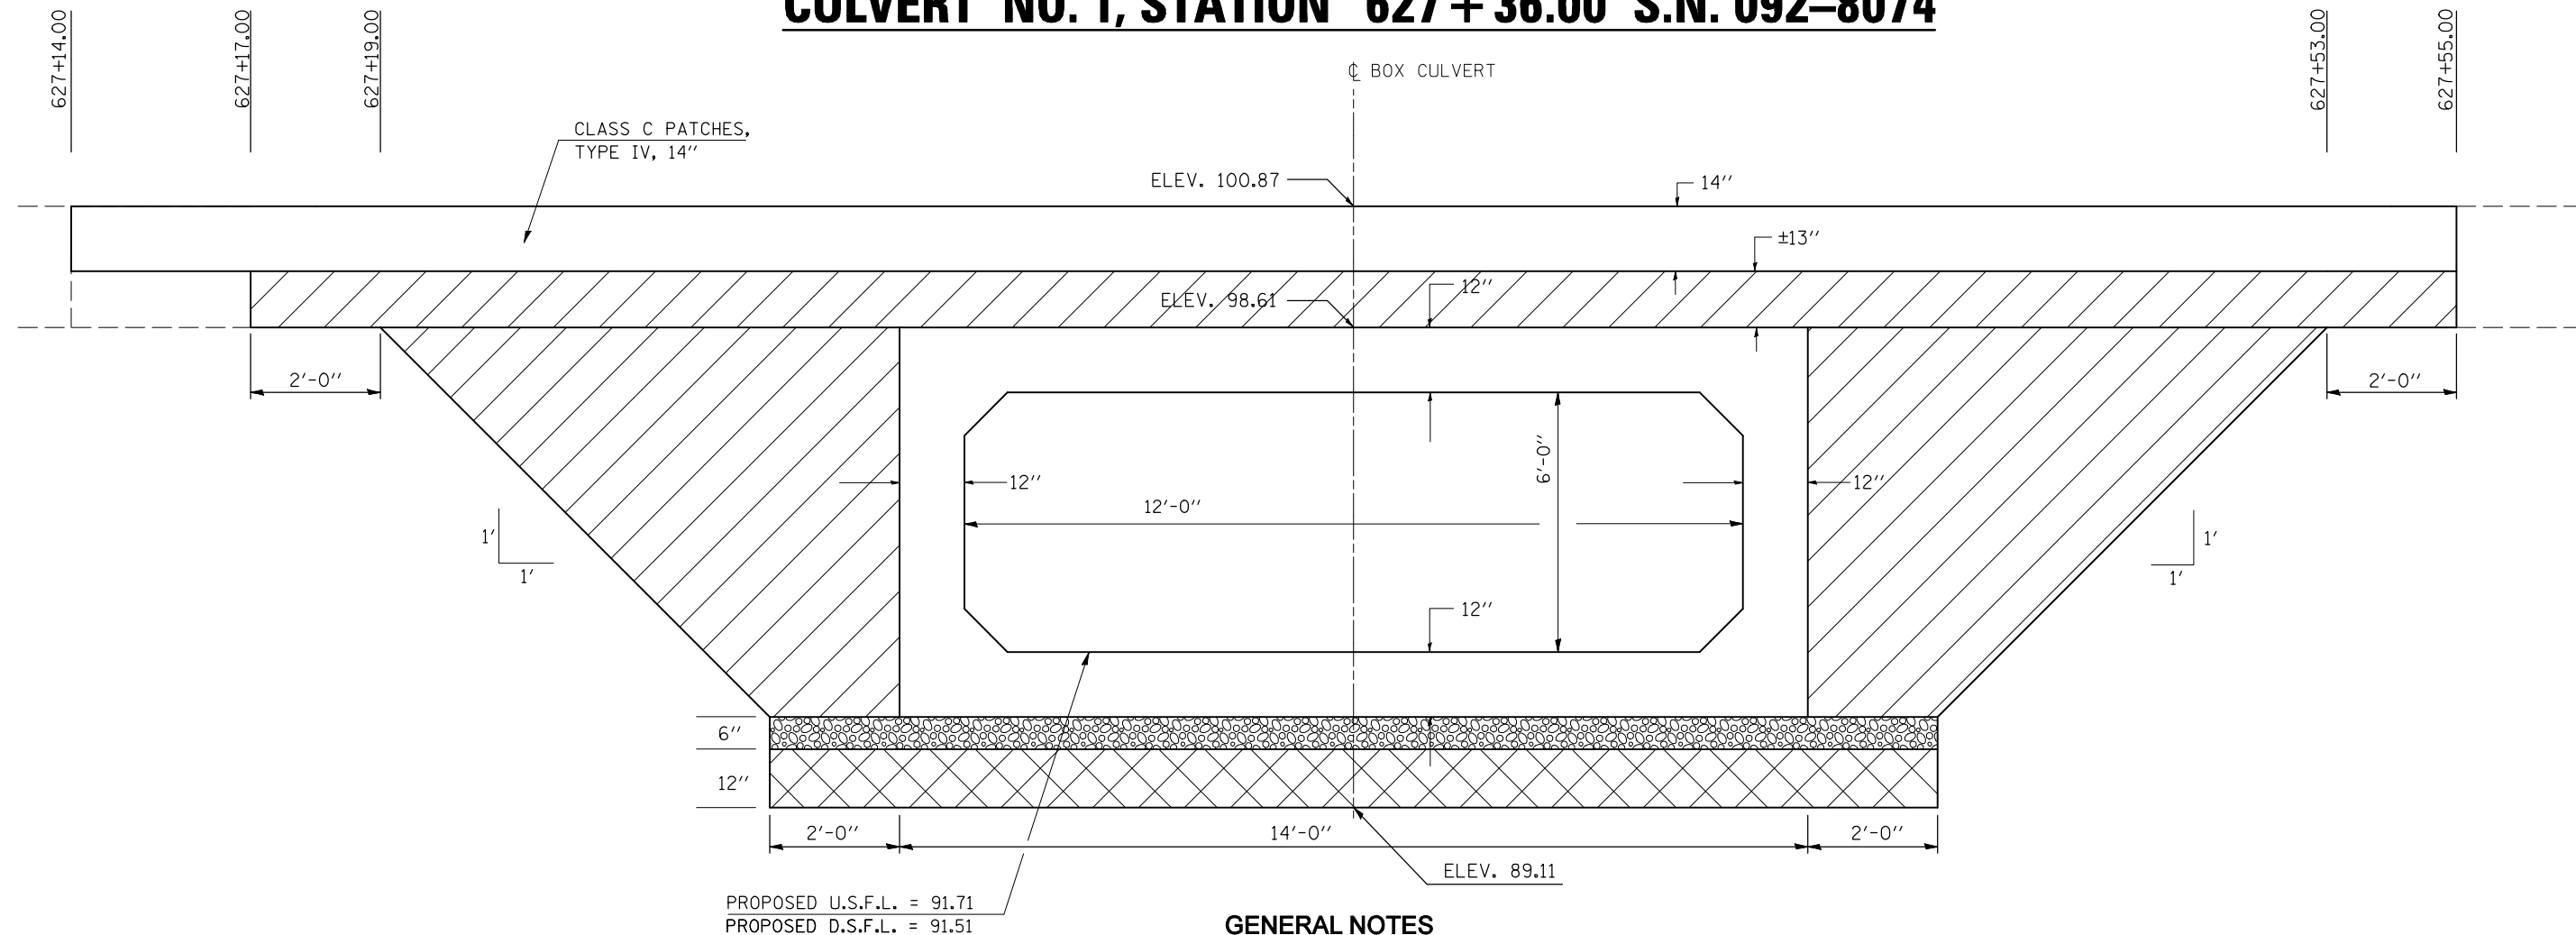 CULVERT NO. 1, STATION 627+36.00 S.N. 092–8074
627+14.00
627+17.00
627+19.00
627+53.00
627+55.00
℄ BOX CULVERT
CLASS C PATCHES,
TYPE IV, 14"
ELEV. 100.87
14"
±13"
12"
ELEV. 98.61
2'-0"
2'-0"
6'-0"
12"
12"
12'-0"
1'
1'
1'
1'
12"
6"
12"
2'-0"
14'-0"
2'-0"
ELEV. 89.11
PROPOSED U.S.F.L. = 91.71
PROPOSED D.S.F.L. = 91.51
GENERAL NOTES